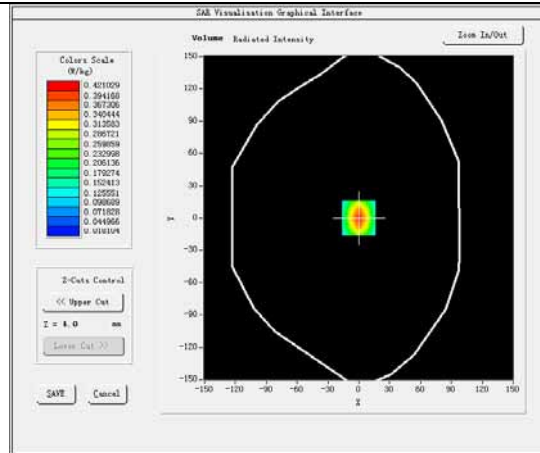 SAR Visualisation Graphical Interface
Volume Radiated Intensity
Zoom In/Out
Colors Scale
(W/kg)
0.421029
0.394168
0.367306
0.340444
0.313583
0.286721
0.259859
0.232998
0.206136
0.179274
0.152413
0.125551
0.098689
0.071828
0.044966
0.018104
Z-Cuts Control
<< Upper Cut
Z = 4.0 mm
Lower Cut >>
SAVE
Cancel
150
120
90
60
30
0
-30
-60
-90
-120
-150
Y
-150 -120 -90 -60 -30 0 30 60 90 120 150
X